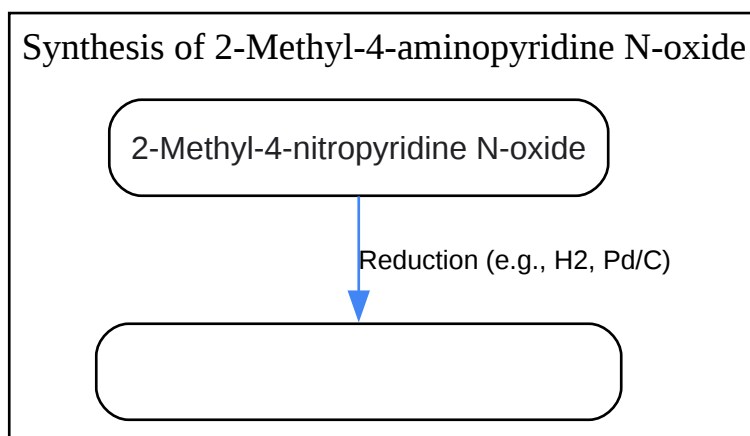 Synthesis of 2-Methyl-4-aminopyridine N-oxide
2-Methyl-4-nitropyridine N-oxide
Reduction (e.g., H2, Pd/C)